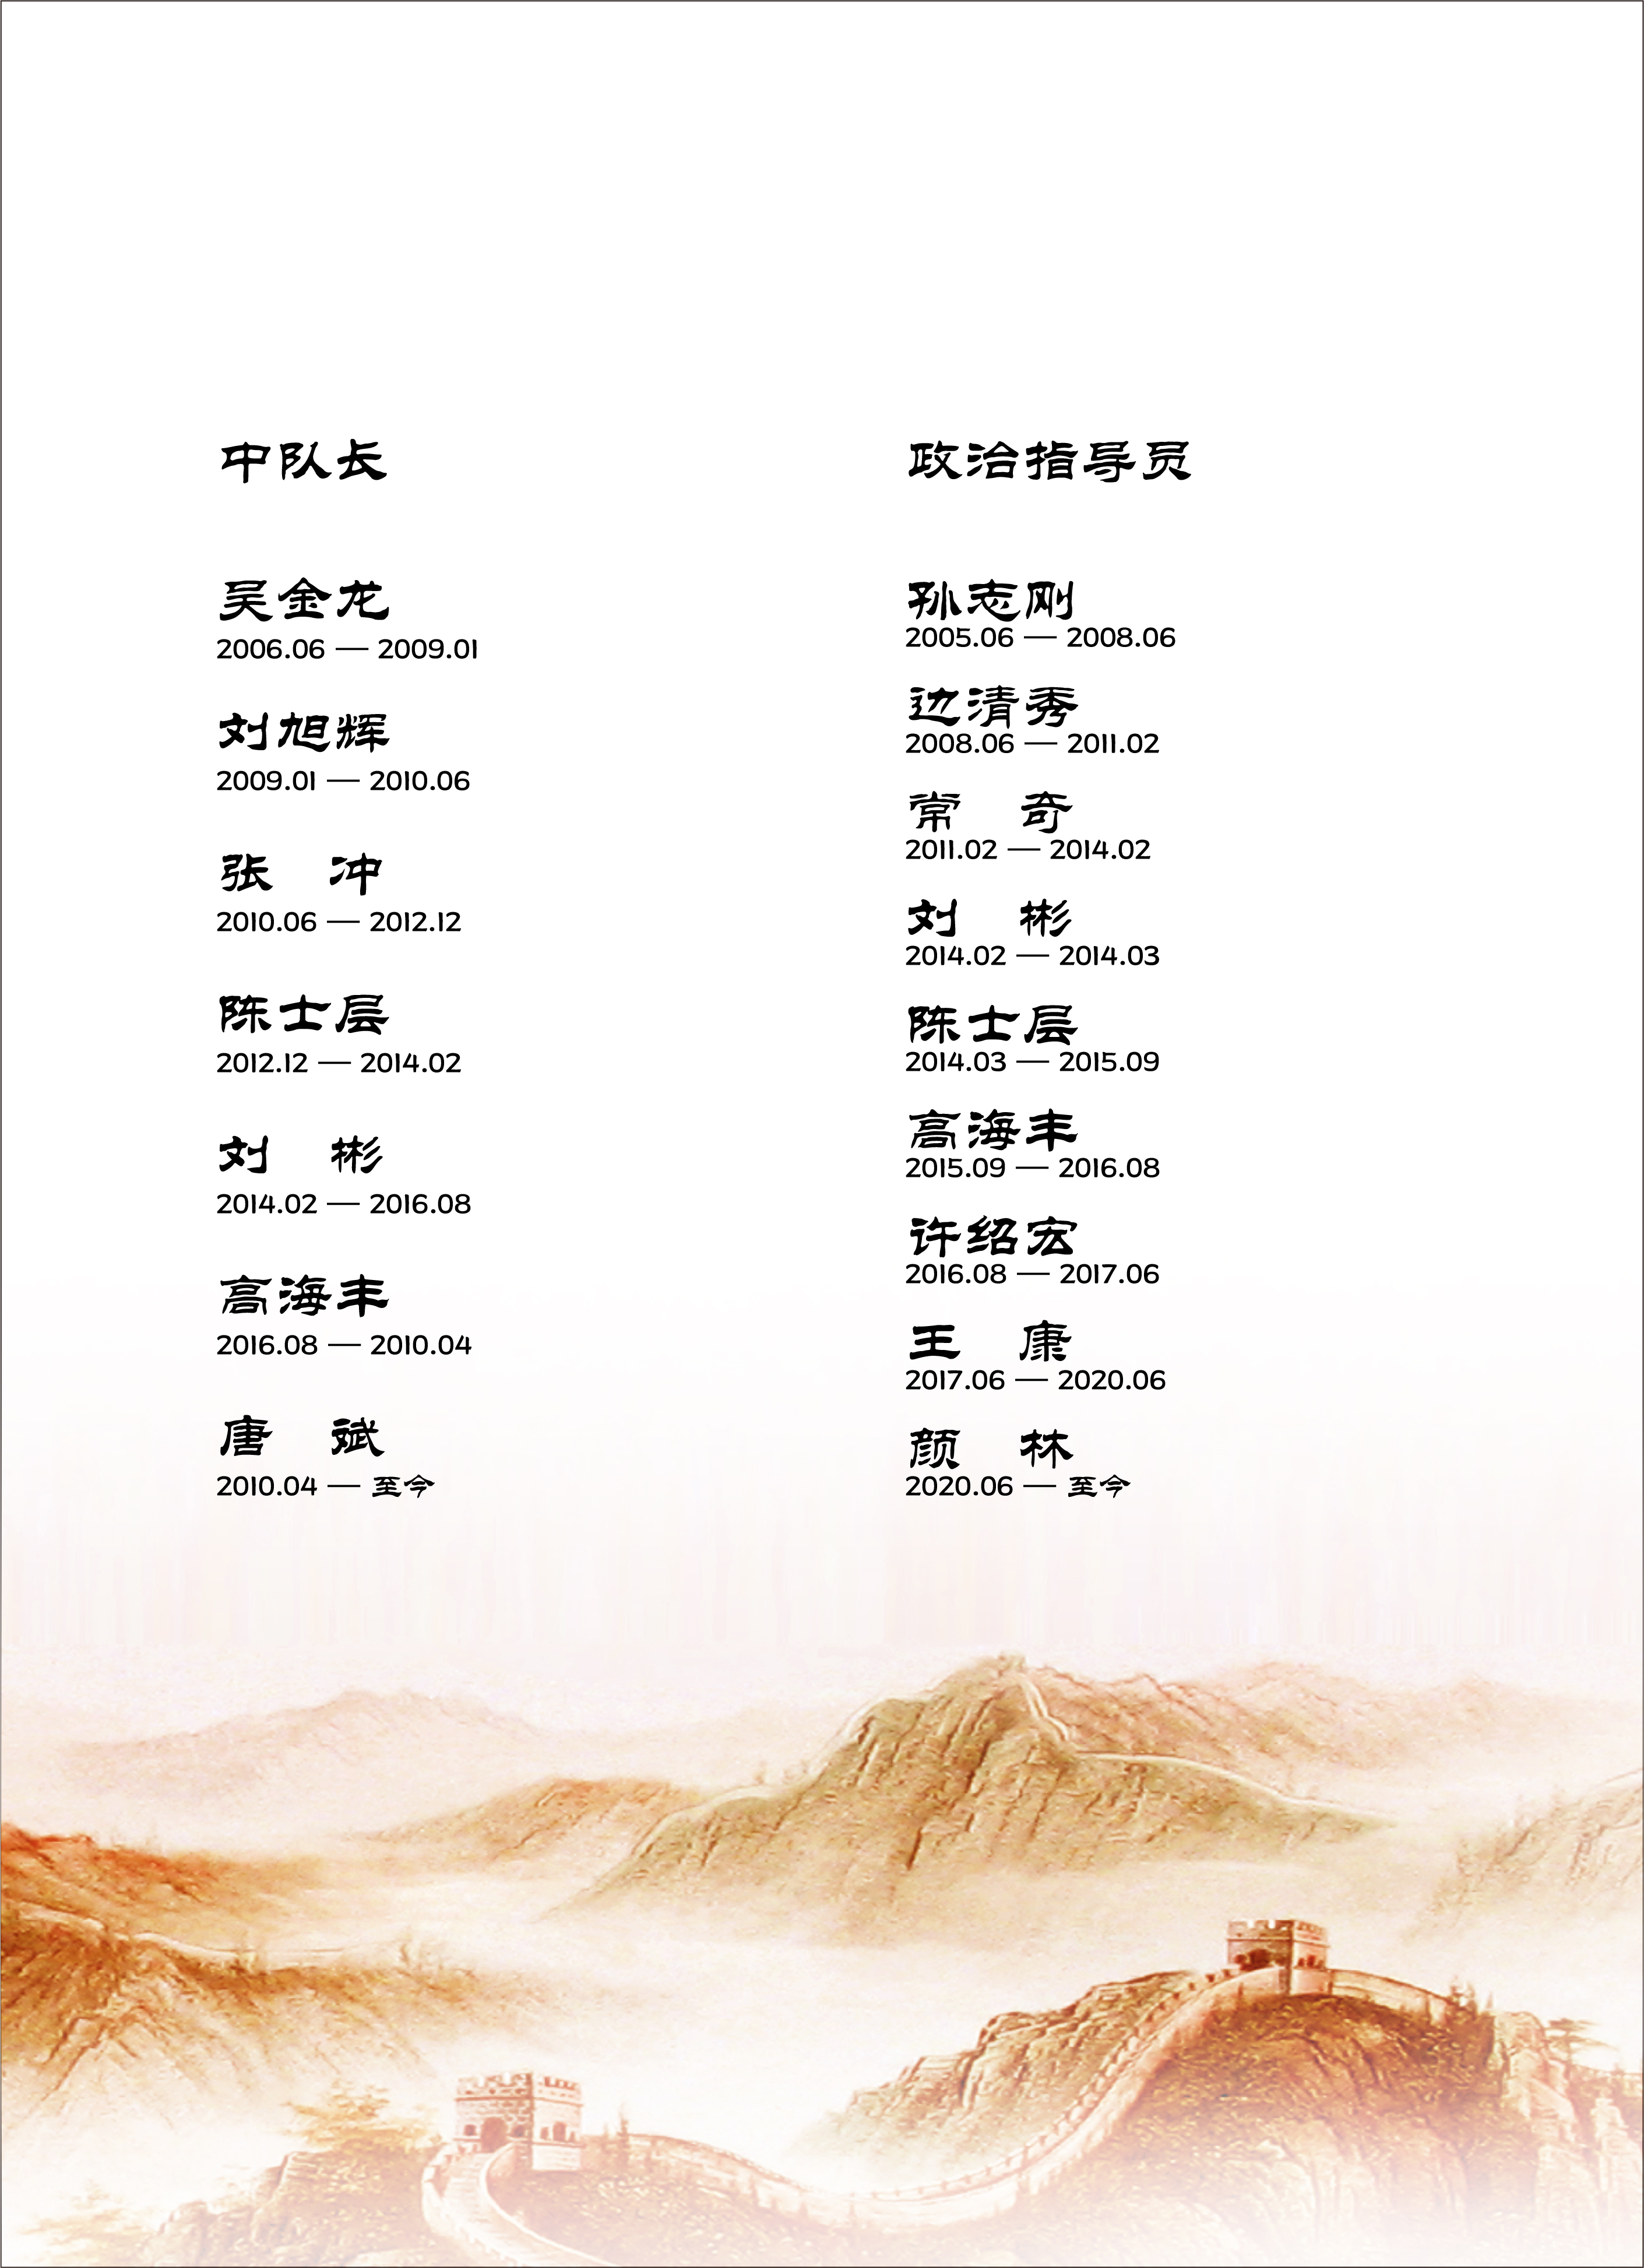 中队长
吴金龙
2006.06 — 2009.01
刘旭辉
2009.01 — 2010.06
张 冲
2010.06 — 2012.12
陈士层
2012.12 — 2014.02
刘 彬
2014.02 — 2016.08
高海丰
2016.08 — 2010.04
唐 斌
2010.04 — 至今
政治指导员
孙志刚
2005.06 — 2008.06
边清秀
2008.06 — 2011.02
常 奇
2011.02 — 2014.02
刘 彬
2014.02 — 2014.03
陈士层
2014.03 — 2015.09
高海丰
2015.09 — 2016.08
许绍宏
2016.08 — 2017.06
王 康
2017.06 — 2020.06
颜 林
2020.06 — 至今